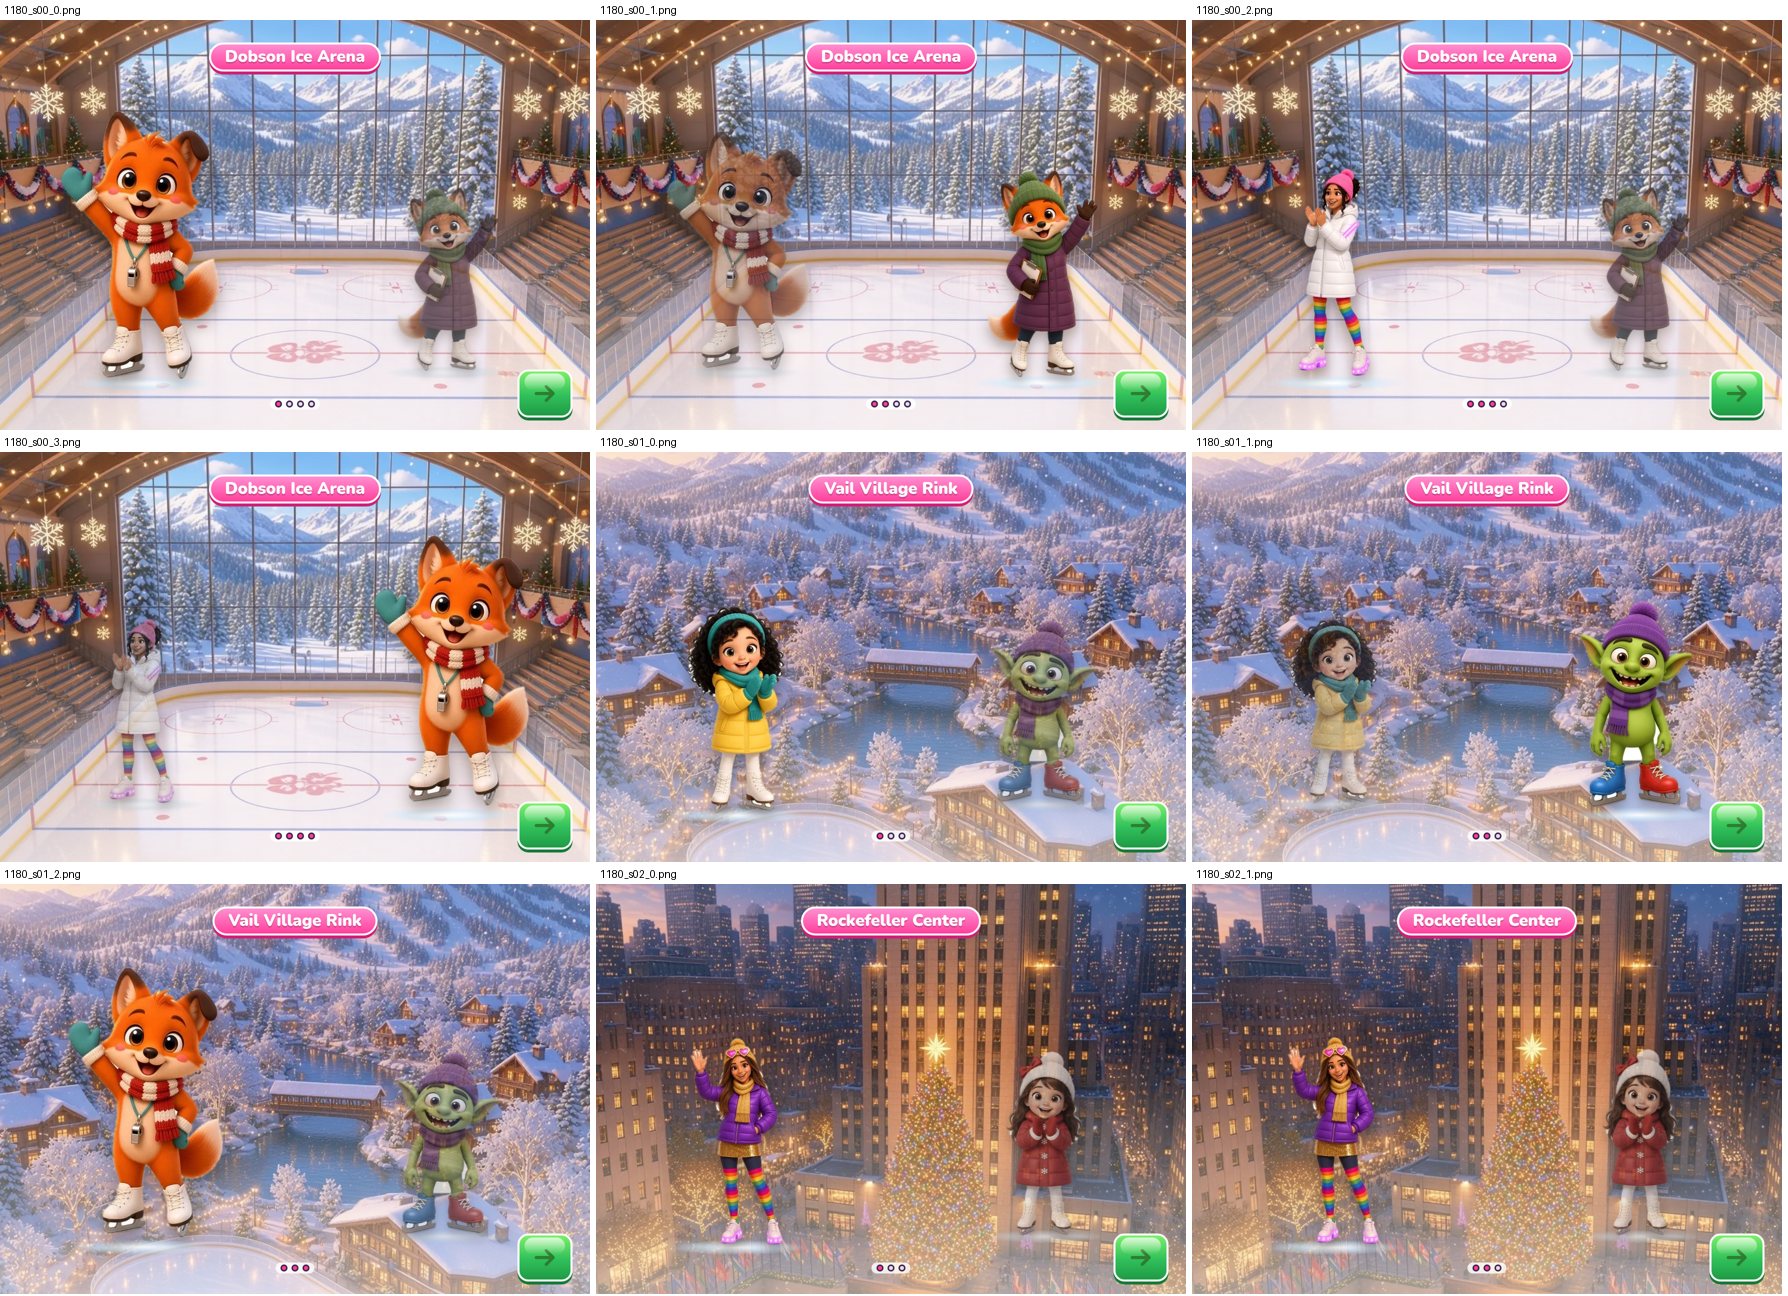 1180_s00_0.png
1180_s00_1.png
1180_s00_2.png
Dobson Ice Arena
Dobson Ice Arena
Dobson Ice Arena
1180_s00_3.png
1180_s01_0.png
1180_s01_1.png
Dobson Ice Arena
Vail Village Rink
Vail Village Rink
1180_s01_2.png
1180_s02_0.png
1180_s02_1.png
Vail Village Rink
Rockefeller Center
Rockefeller Center